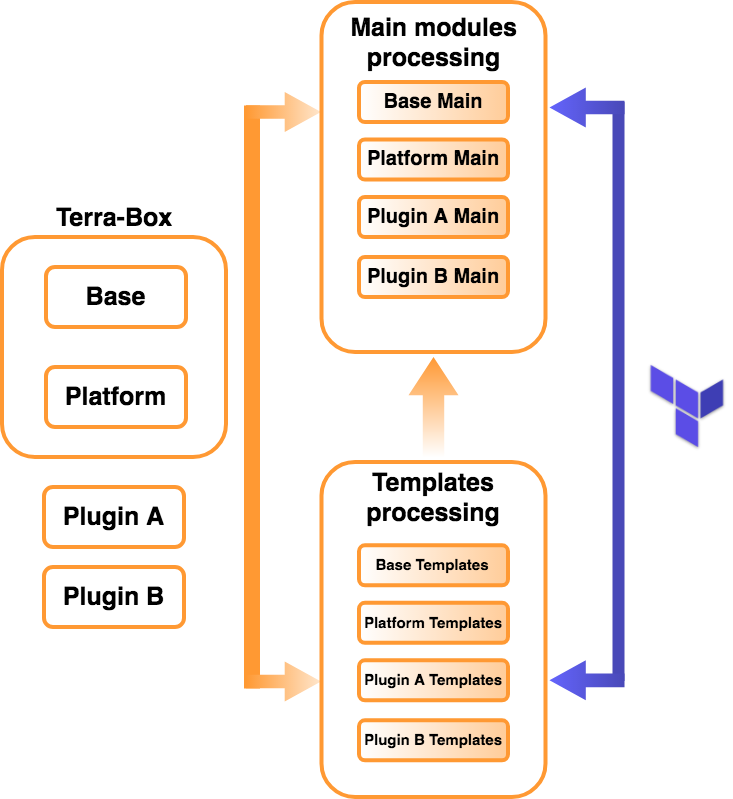 Terra-Box
Base
Platform
Plugin A
Plugin B
Main modules
processing
Base Main
Platform Main
Plugin A Main
Plugin B Main
Templates
processing
Base Templates
Platform Templates
Plugin A Templates
Plugin B Templates